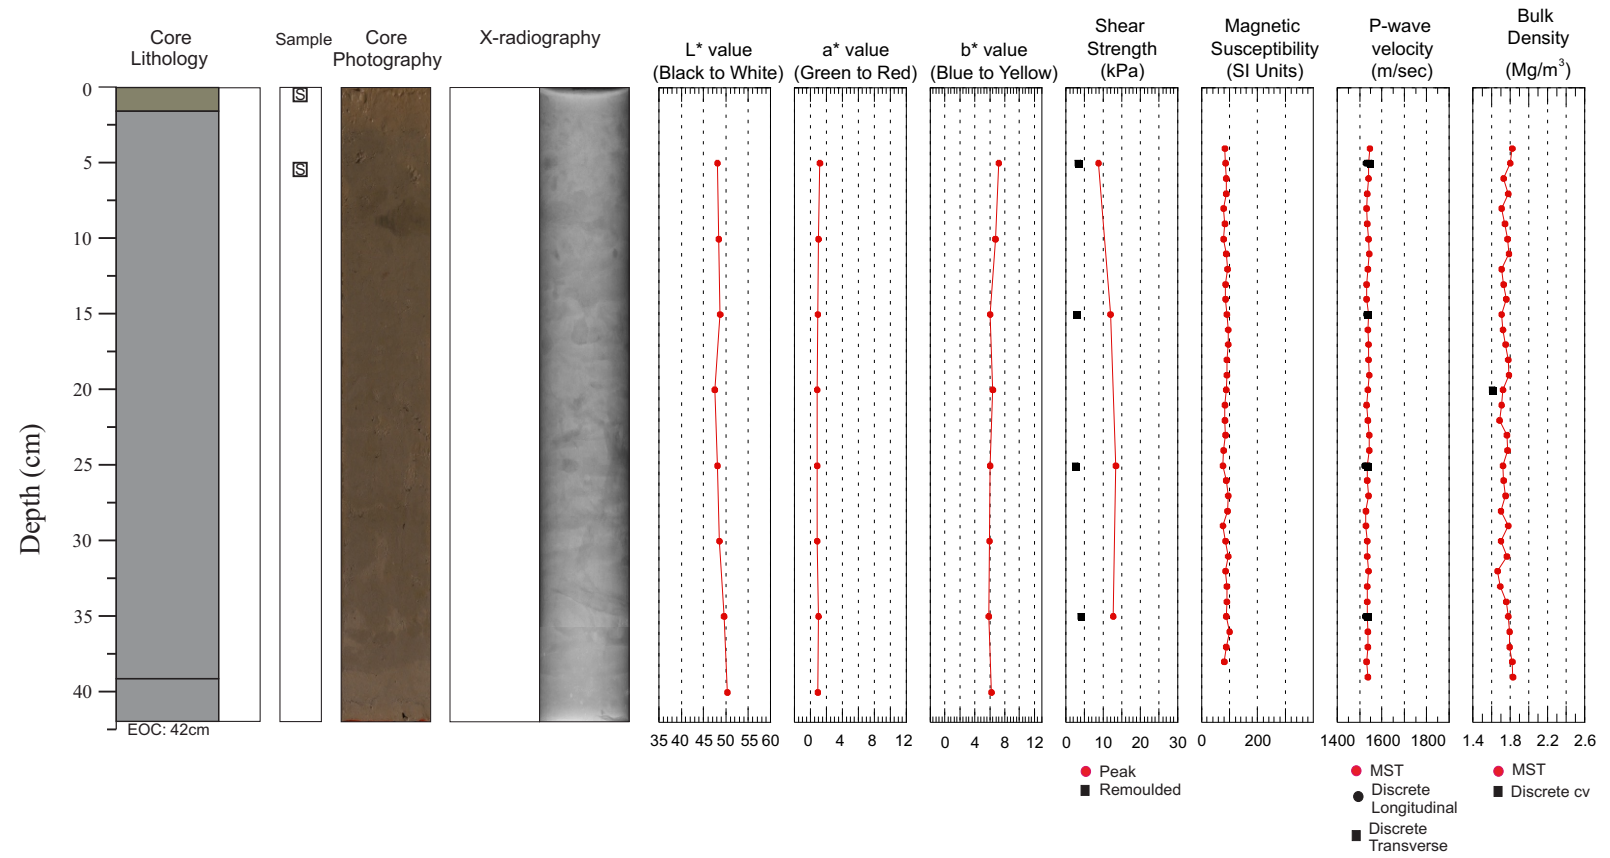 Core
Lithology
Sample
Core
Photography
X-radiography
L* value
(Black to White)
a* value
(Green to Red)
b* value
(Blue to Yellow)
Shear
Strength
(kPa)
Magnetic
Susceptibility
(SI Units)
P-wave
velocity
(m/sec)
Bulk
Density
(Mg/m³)
Depth (cm)
0
5
10
15
20
25
30
35
40
S
S
EOC: 42cm
35 40 45 50 55 60
0 4 8 12
0 4 8 12
0 10 20 30
0 200
1400 1600 1800
1.4 1.8 2.2 2.6
Peak
Remoulded
MST
Discrete
Longitudinal
Discrete
Transverse
MST
Discrete cv